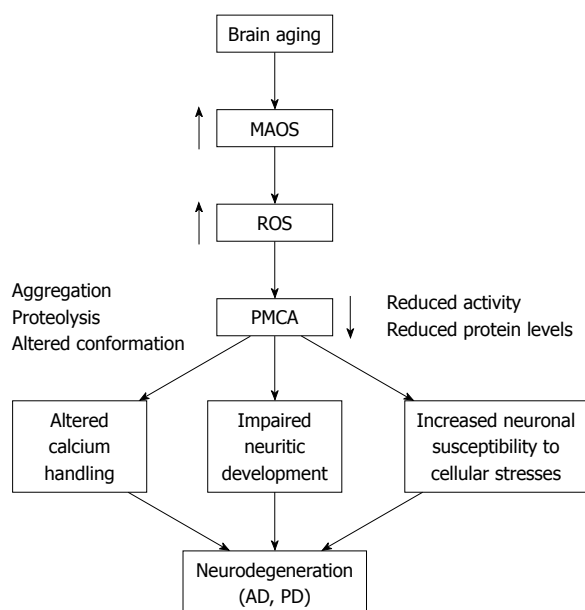 Brain aging
MAOS
ROS
Aggregation
Proteolysis
Altered conformation
PMCA
Reduced activity
Reduced protein levels
Altered
calcium
handling
Impaired
neuritic
development
Increased neuronal
susceptibility to
cellular stresses
Neurodegeneration
(AD, PD)